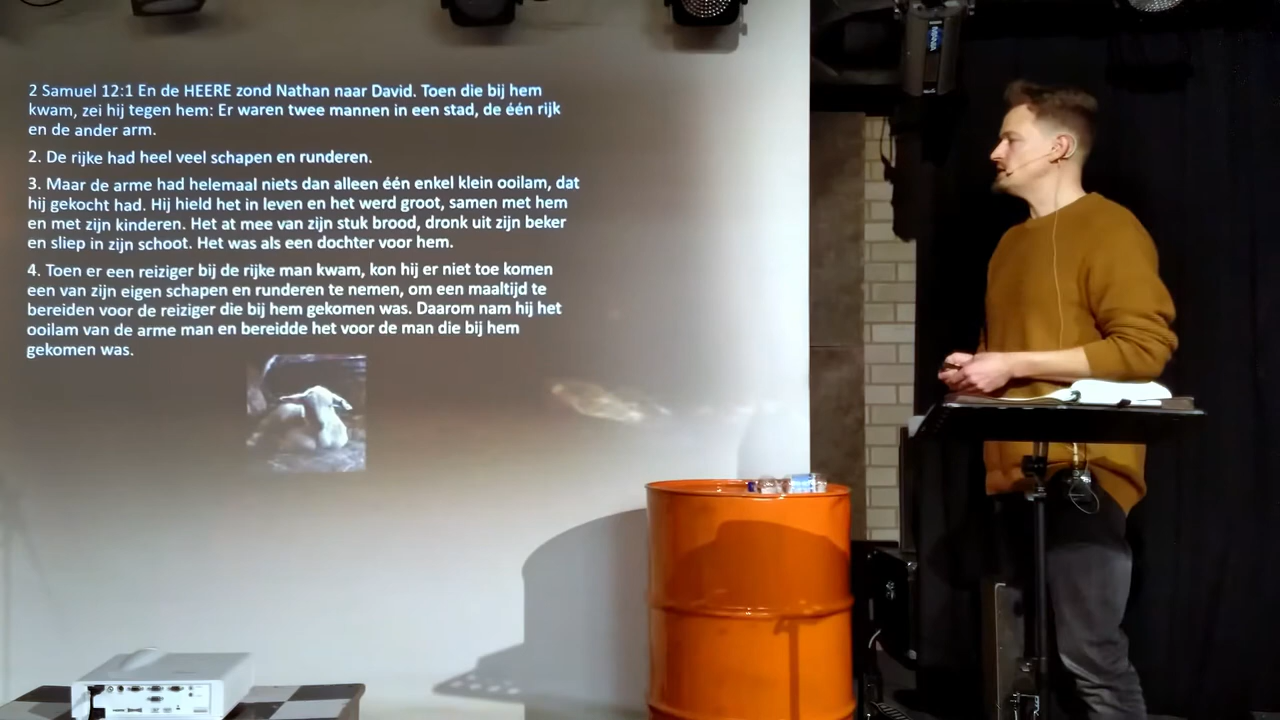 2 Samuel 12:1 En de HEERE zond Nathan naar David. Toen die bij hem
kwam, zei hij tegen hem: Er waren twee mannen in een stad, de één rijk
en de ander arm.
2. De rijke had heel veel schapen en runderen.
3. Maar de arme had helemaal niets dan alleen één enkel klein ooilam, dat
hij gekocht had. Hij hield het in leven en het werd groot, samen met hem
en met zijn kinderen. Het at mee van zijn stuk brood, dronk uit zijn beker
en sliep in zijn schoot. Het was als een dochter voor hem.
4. Toen er een reiziger bij de rijke man kwam, kon hij er niet toe komen
een van zijn eigen schapen en runderen te nemen, om een maaltijd te
bereiden voor de reiziger die bij hem gekomen was. Daarom nam hij het
ooilam van de arme man en bereidde het voor de man die bij hem
gekomen was.